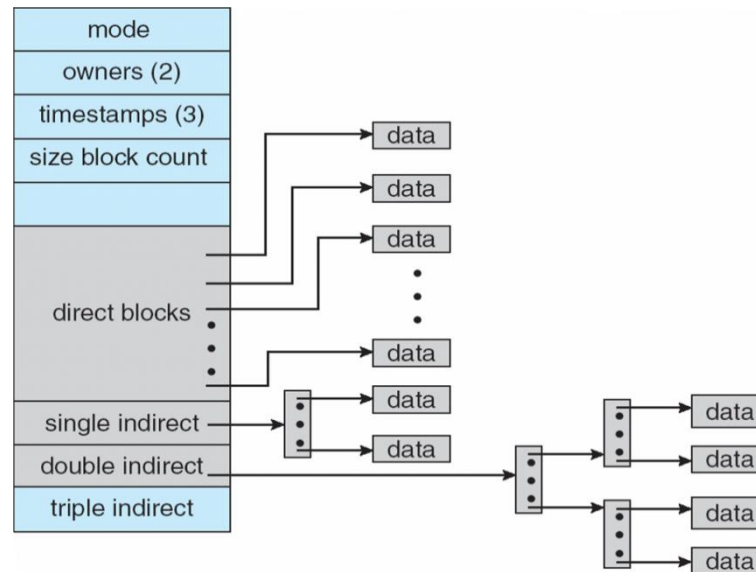 mode
owners (2)
timestamps (3)
size block count
data
data
data
direct blocks
data
single indirect
data
data
double indirect
triple indirect
data
data
data
data